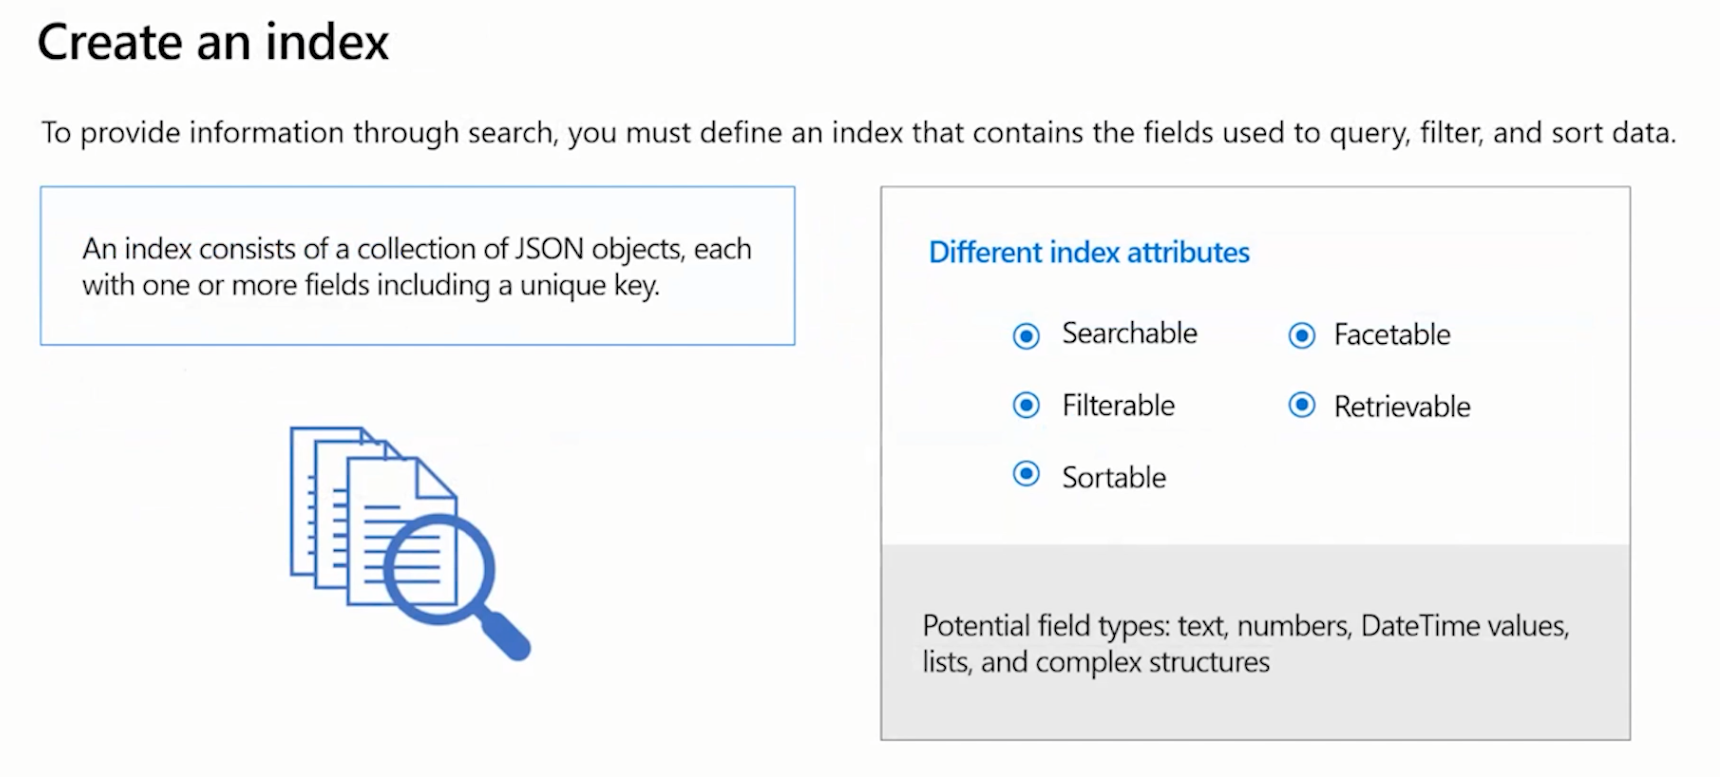 Create an index
To provide information through search, you must define an index that contains the fields used to query, filter, and sort data.
An index consists of a collection of JSON objects, each
with one or more fields including a unique key.
Different index attributes
Searchable
Facetable
Filterable
Retrievable
Sortable
Potential field types: text, numbers, DateTime values,
lists, and complex structures